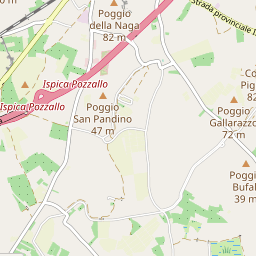 Poggio
della Naga
82 m
Strada provinciale
Ispica Pozzallo
Ispica Pozzallo
Poggio
San Pandino
47 m
Poggio
Gallarazzo
72 m
Poggio
39 m